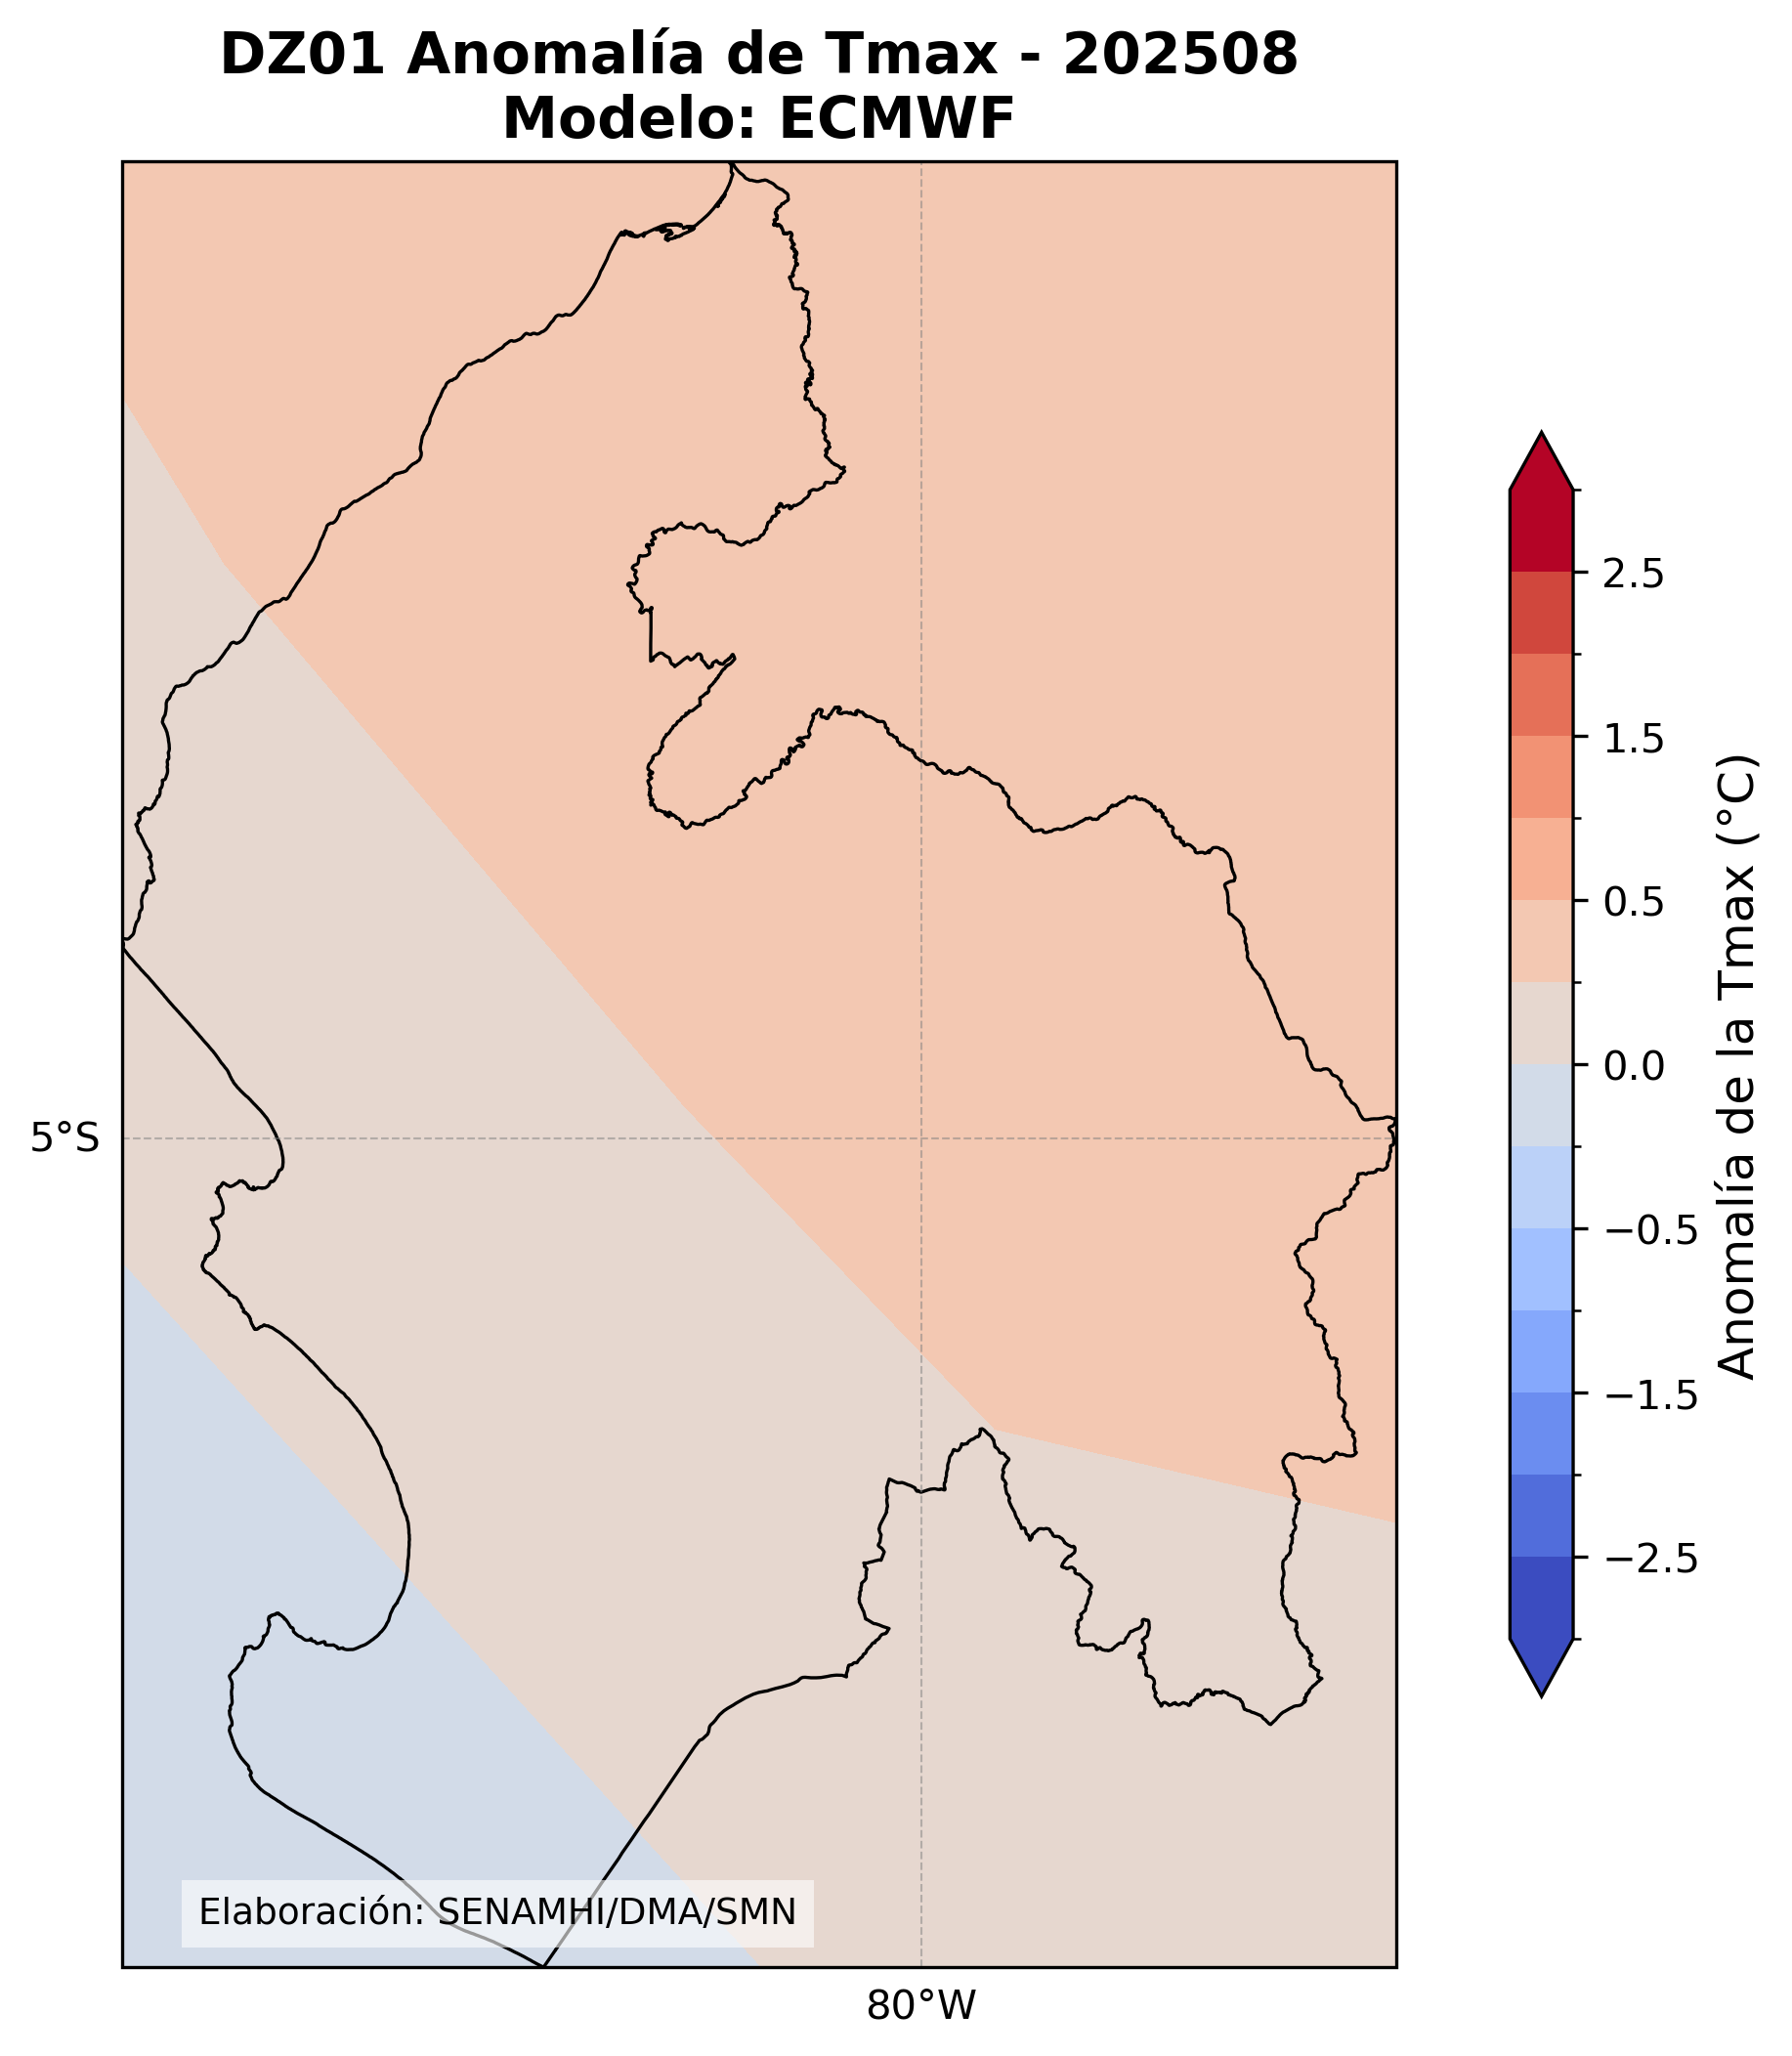 DZ01 Anomalía de Tmax - 202508
Modelo: ECMWF
2.5
1.5
0.5
0.0
−0.5
−1.5
−2.5
Anomalía de la Tmax (°C)
5°S
Elaboración: SENAMHI/DMA/SMN
80°W